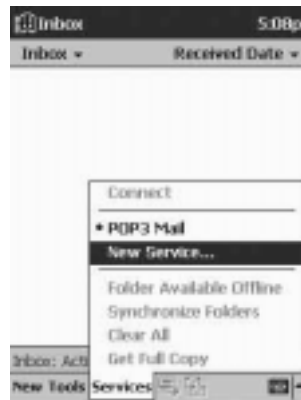 Inbox 5:08p
Inbox Received Date
Connect
• POP3 Mail
New Service...
Folder Available Offline
Synchronize Folders
Clear All
Get Full Copy
Inbox: Acti
New Tools Services